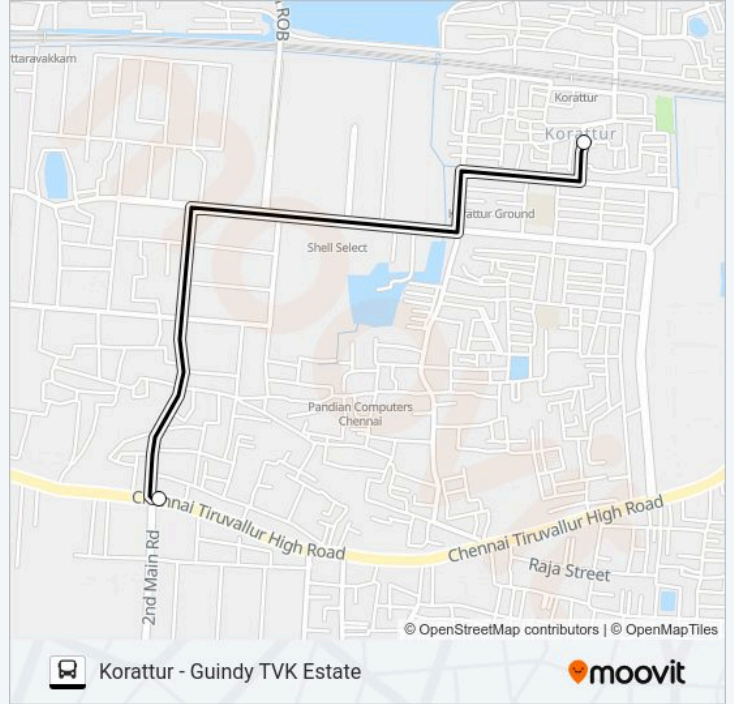 ROB
ttaravakkam
Korattur
Korattur
Korattur Ground
Shell Select
Pandian Computers
Chennai
Chennai Tiruvallur High Road
Chennai Tiruvallur High Road
Raja Street
2nd Main Rd
© OpenStreetMap contributors | © OpenMapTiles
Korattur - Guindy TVK Estate
moovit